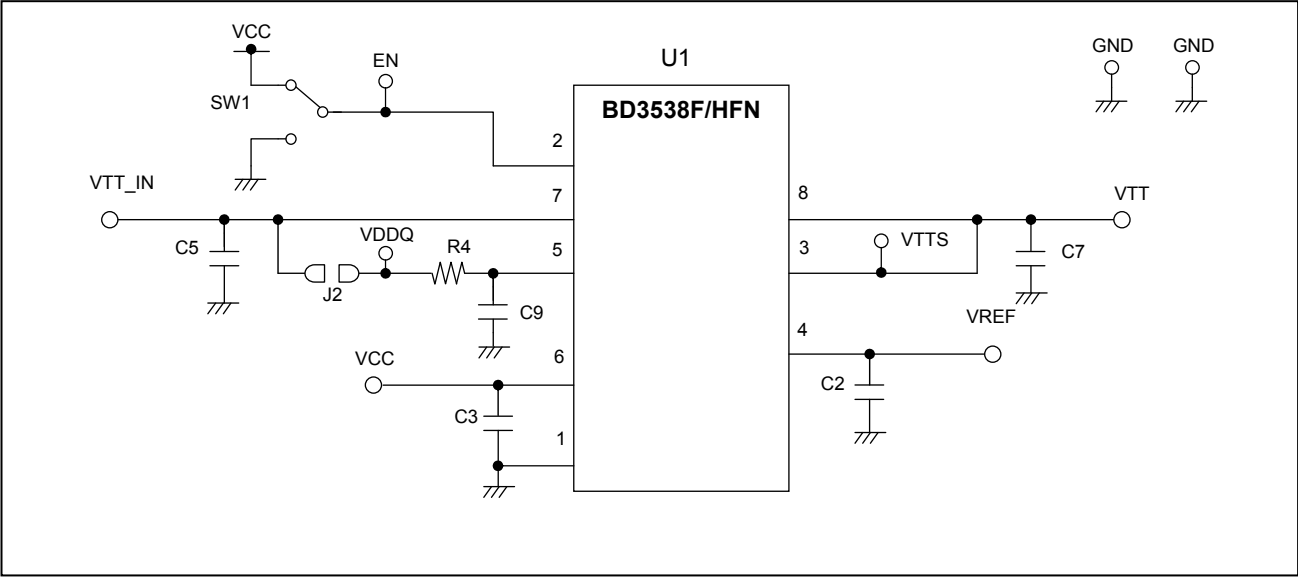 VCC
EN
U1
GND
GND
SW1
BD3538F/HFN
2
VTT_IN
7
8
VTT
C5
VDDQ
R4
5
3
VTTS
C7
J2
C9
VREF
4
VCC
6
C2
C3
1